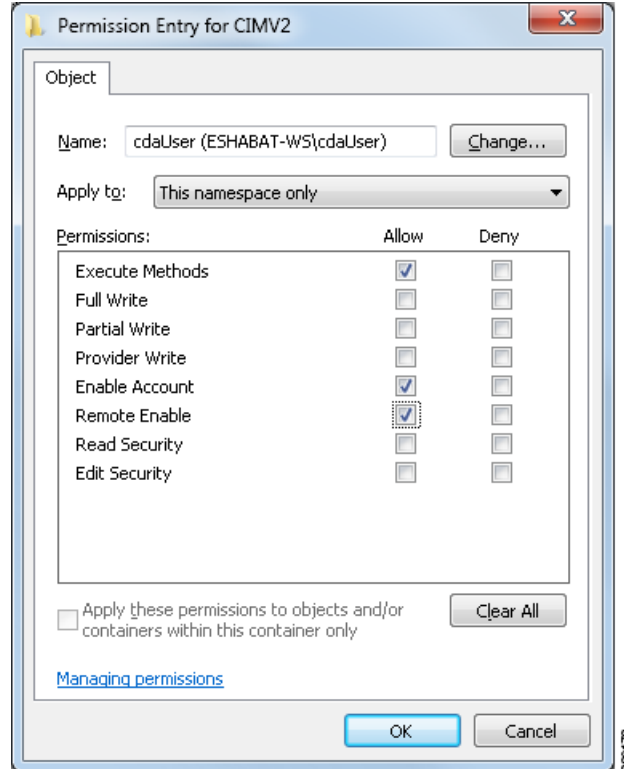 Permission Entry for CIMV2
Object
Name: cdaUser (ESHABAT-WS\cdaUser) Change...
Apply to: This namespace only
Permissions: Allow Deny
Execute Methods
Full Write
Partial Write
Provider Write
Enable Account
Remote Enable
Read Security
Edit Security
Apply these permissions to objects and/or
containers within this container only
Clear All
Managing permissions
OK Cancel